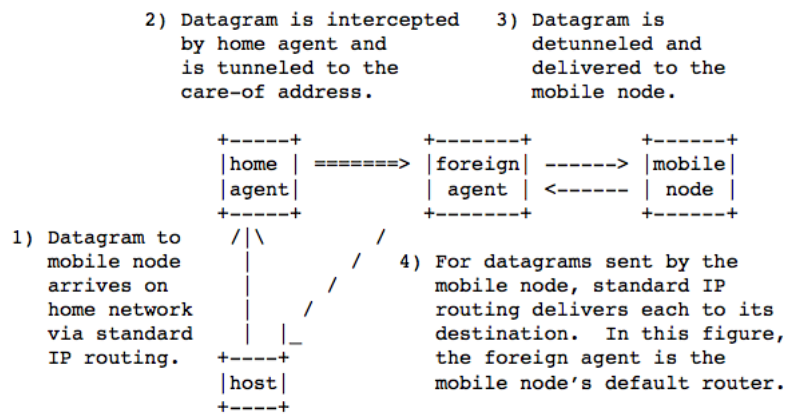 2) Datagram is intercepted
by home agent and
is tunneled to the
care-of address.
3) Datagram is
detunneled and
delivered to the
mobile node.
home
agent
foreign
agent
mobile
node
1) Datagram to
mobile node
arrives on
home network
via standard
IP routing.
4) For datagrams sent by the
mobile node, standard IP
routing delivers each to its
destination.  In this figure,
the foreign agent is the
mobile node's default router.
host